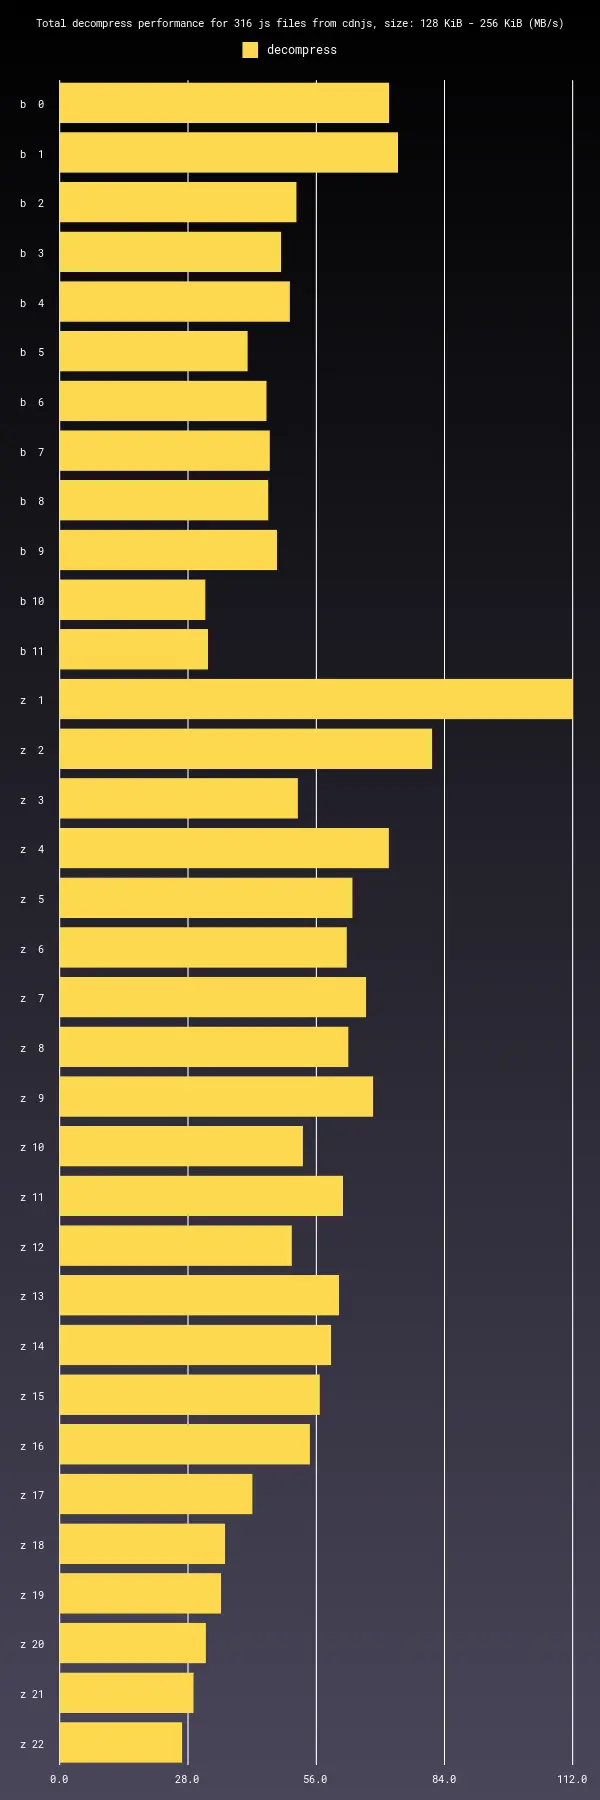 Total decompress performance for 316 js files from cdnjs, size: 128 KiB - 256 KiB (MB/s)
decompress
b 0
b 1
b 2
b 3
b 4
b 5
b 6
b 7
b 8
b 9
b 10
b 11
z 1
z 2
z 3
z 4
z 5
z 6
z 7
z 8
z 9
z 10
z 11
z 12
z 13
z 14
z 15
z 16
z 17
z 18
z 19
z 20
z 21
z 22
0.0 28.0 56.0 84.0 112.0